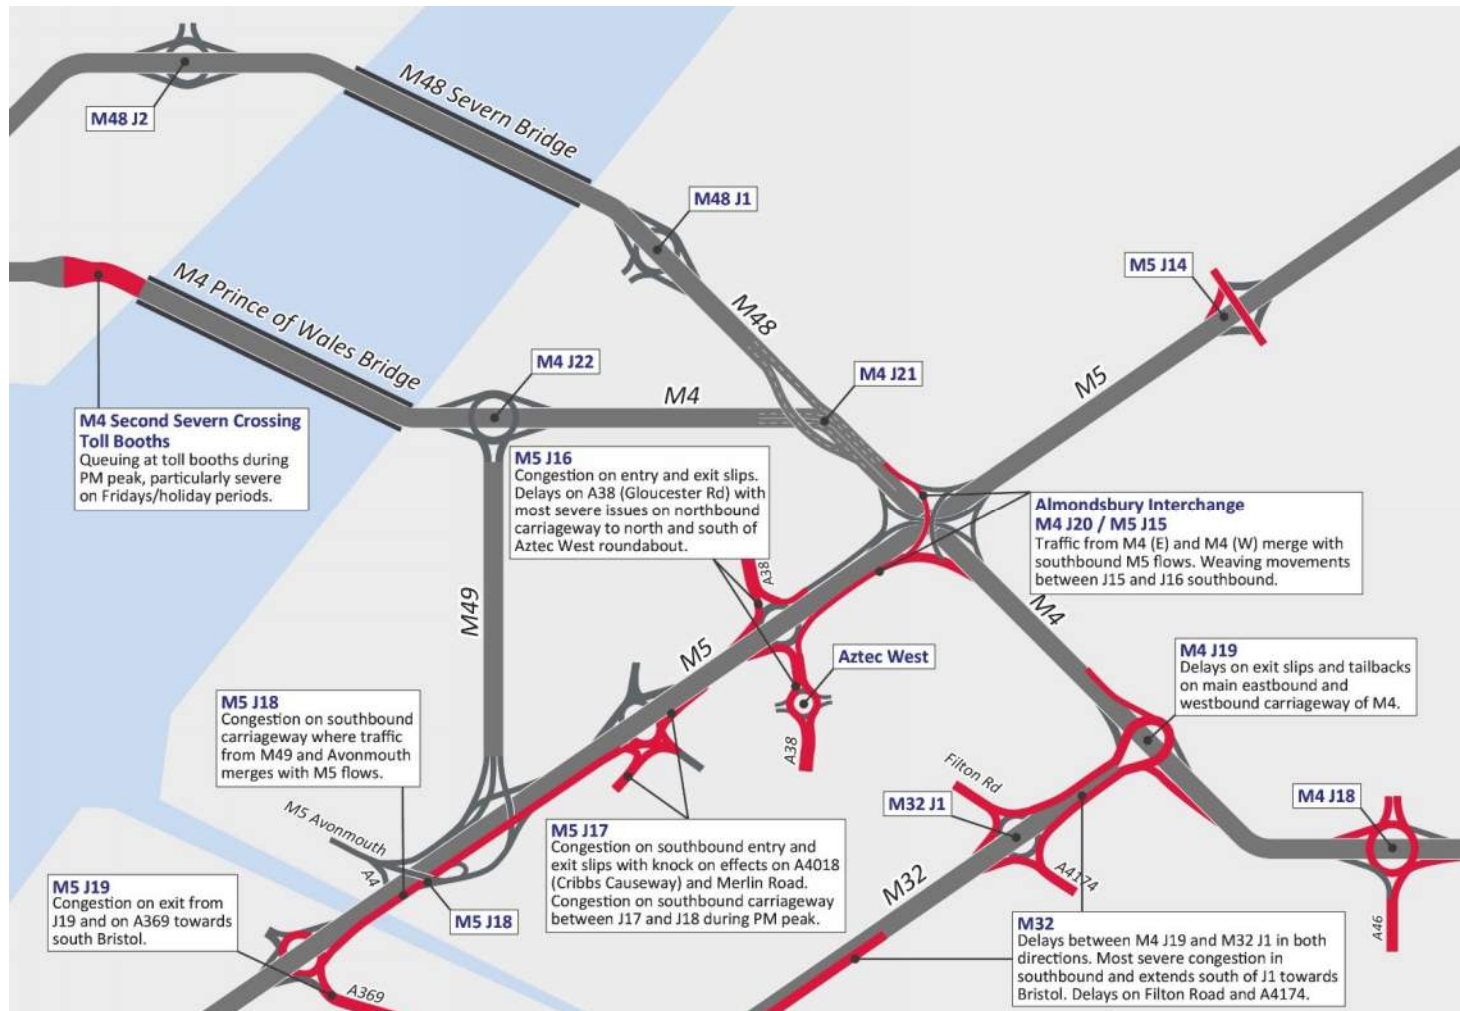 M48 J2
M48 Severn Bridge
M48 J1
M5 J14
M4 Prince of Wales Bridge
M48
M4 J22
M4
M4 J21
M5
M4 Second Severn Crossing
Toll Booths
Queuing at toll booths during
PM peak, particularly severe
on Fridays/holiday periods.
M5 J16
Congestion on entry and exit slips.
Delays on A38 (Gloucester Rd) with
most severe issues on northbound
carriageway to north and south of
Aztec West roundabout.
Almondsbury Interchange
M4 J20 / M5 J15
Traffic from M4 (E) and M4 (W) merge with
southbound M5 flows. Weaving movements
between J15 and J16 southbound.
A38
M49
M4
M5
Aztec West
M4 J19
Delays on exit slips and tailbacks
on main eastbound and
westbound carriageway of M4.
M5 J18
Congestion on southbound
carriageway where traffic
from M49 and Avonmouth
merges with M5 flows.
A38
Filton Rd
M32 J1
M4 J18
M5 Avonmouth
A4
M5 J17
Congestion on southbound entry and
exit slips with knock on effects on A4018
(Cribbs Causeway) and Merlin Road.
Congestion on southbound carriageway
between J17 and J18 during PM peak.
M32
A4174
M5 J19
Congestion on exit from
J19 and on A369 towards
south Bristol.
M5 J18
M32
Delays between M4 J19 and M32 J1 in both
directions. Most severe congestion in
southbound and extends south of J1 towards
Bristol. Delays on Filton Road and A4174.
A46
A369